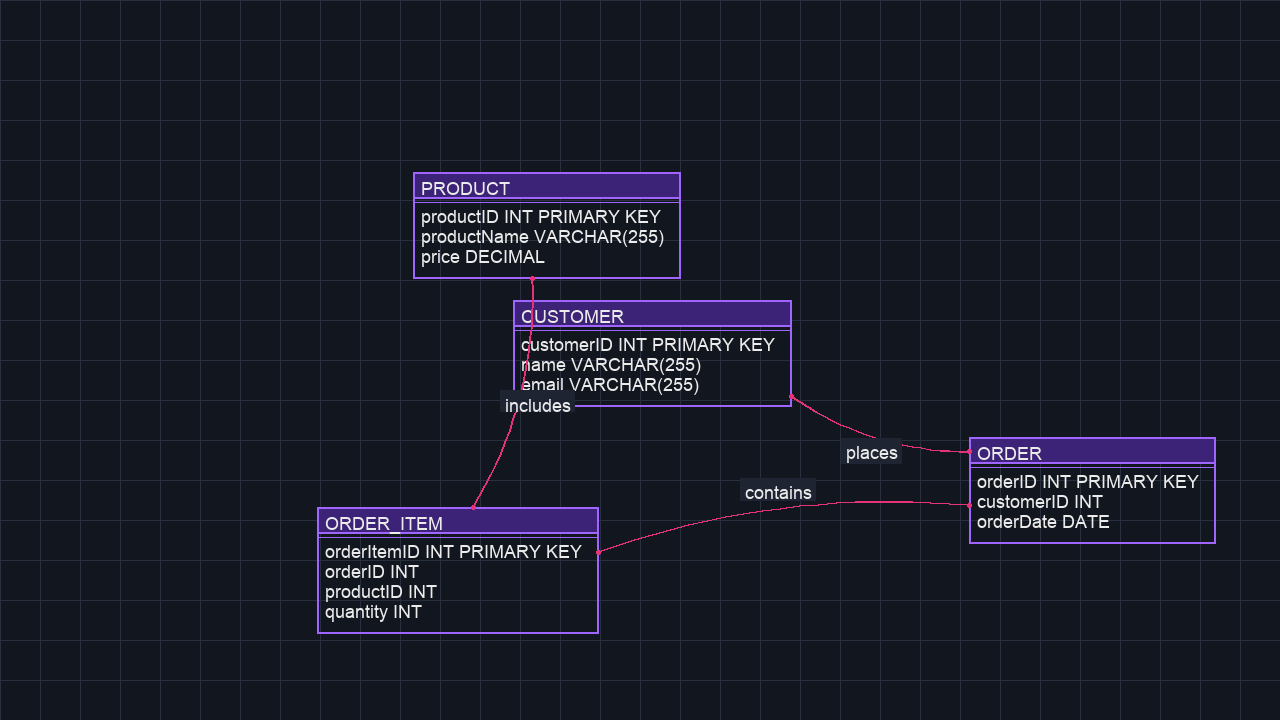 PRODUCT
productID INT PRIMARY KEY
productName VARCHAR(255)
price DECIMAL
CUSTOMER
customerID INT PRIMARY KEY
name VARCHAR(255)
email VARCHAR(255)
includes
places
ORDER
orderID INT PRIMARY KEY
customerID INT
orderDate DATE
contains
ORDER_ITEM
orderItemID INT PRIMARY KEY
orderID INT
productID INT
quantity INT